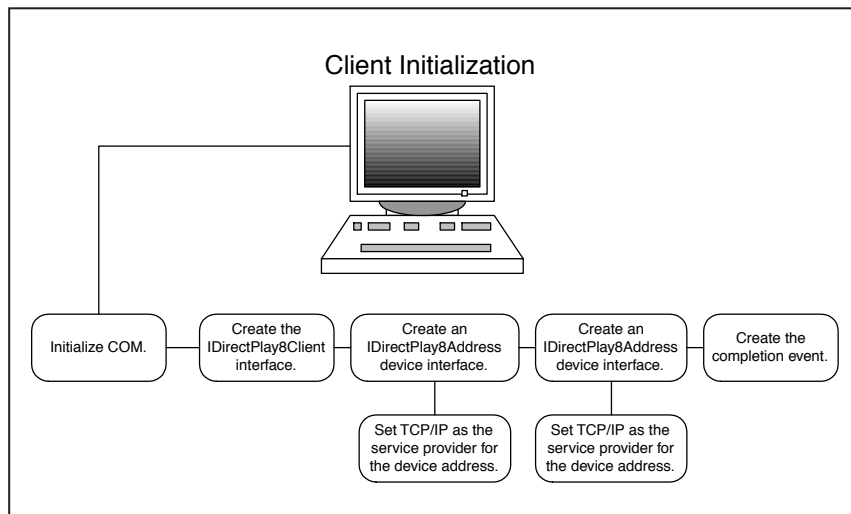 Client Initialization
Initialize COM.
Create the
IDirectPlay8Client
interface.
Create an
IDirectPlay8Address
device interface.
Create an
IDirectPlay8Address
device interface.
Create the
completion event.
Set TCP/IP as the
service provider for
the device address.
Set TCP/IP as the
service provider for
the device address.